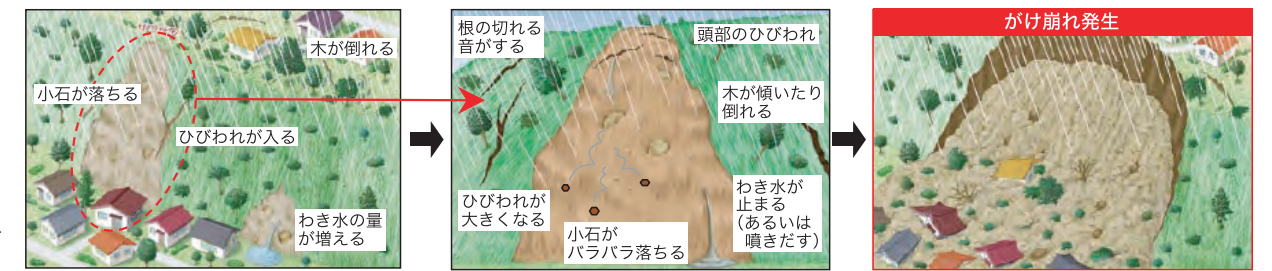 木が倒れる
小石が落ちる
ひびわれが入る
わき水の量
が増える
根の切れる
音がする
頭部のひびわれ
木が傾いたり
倒れる
ひびわれが
大きくなる
小石が
バラバラ落ちる
わき水が
止まる
(あるいは
噴きだす)
がけ崩れ発生